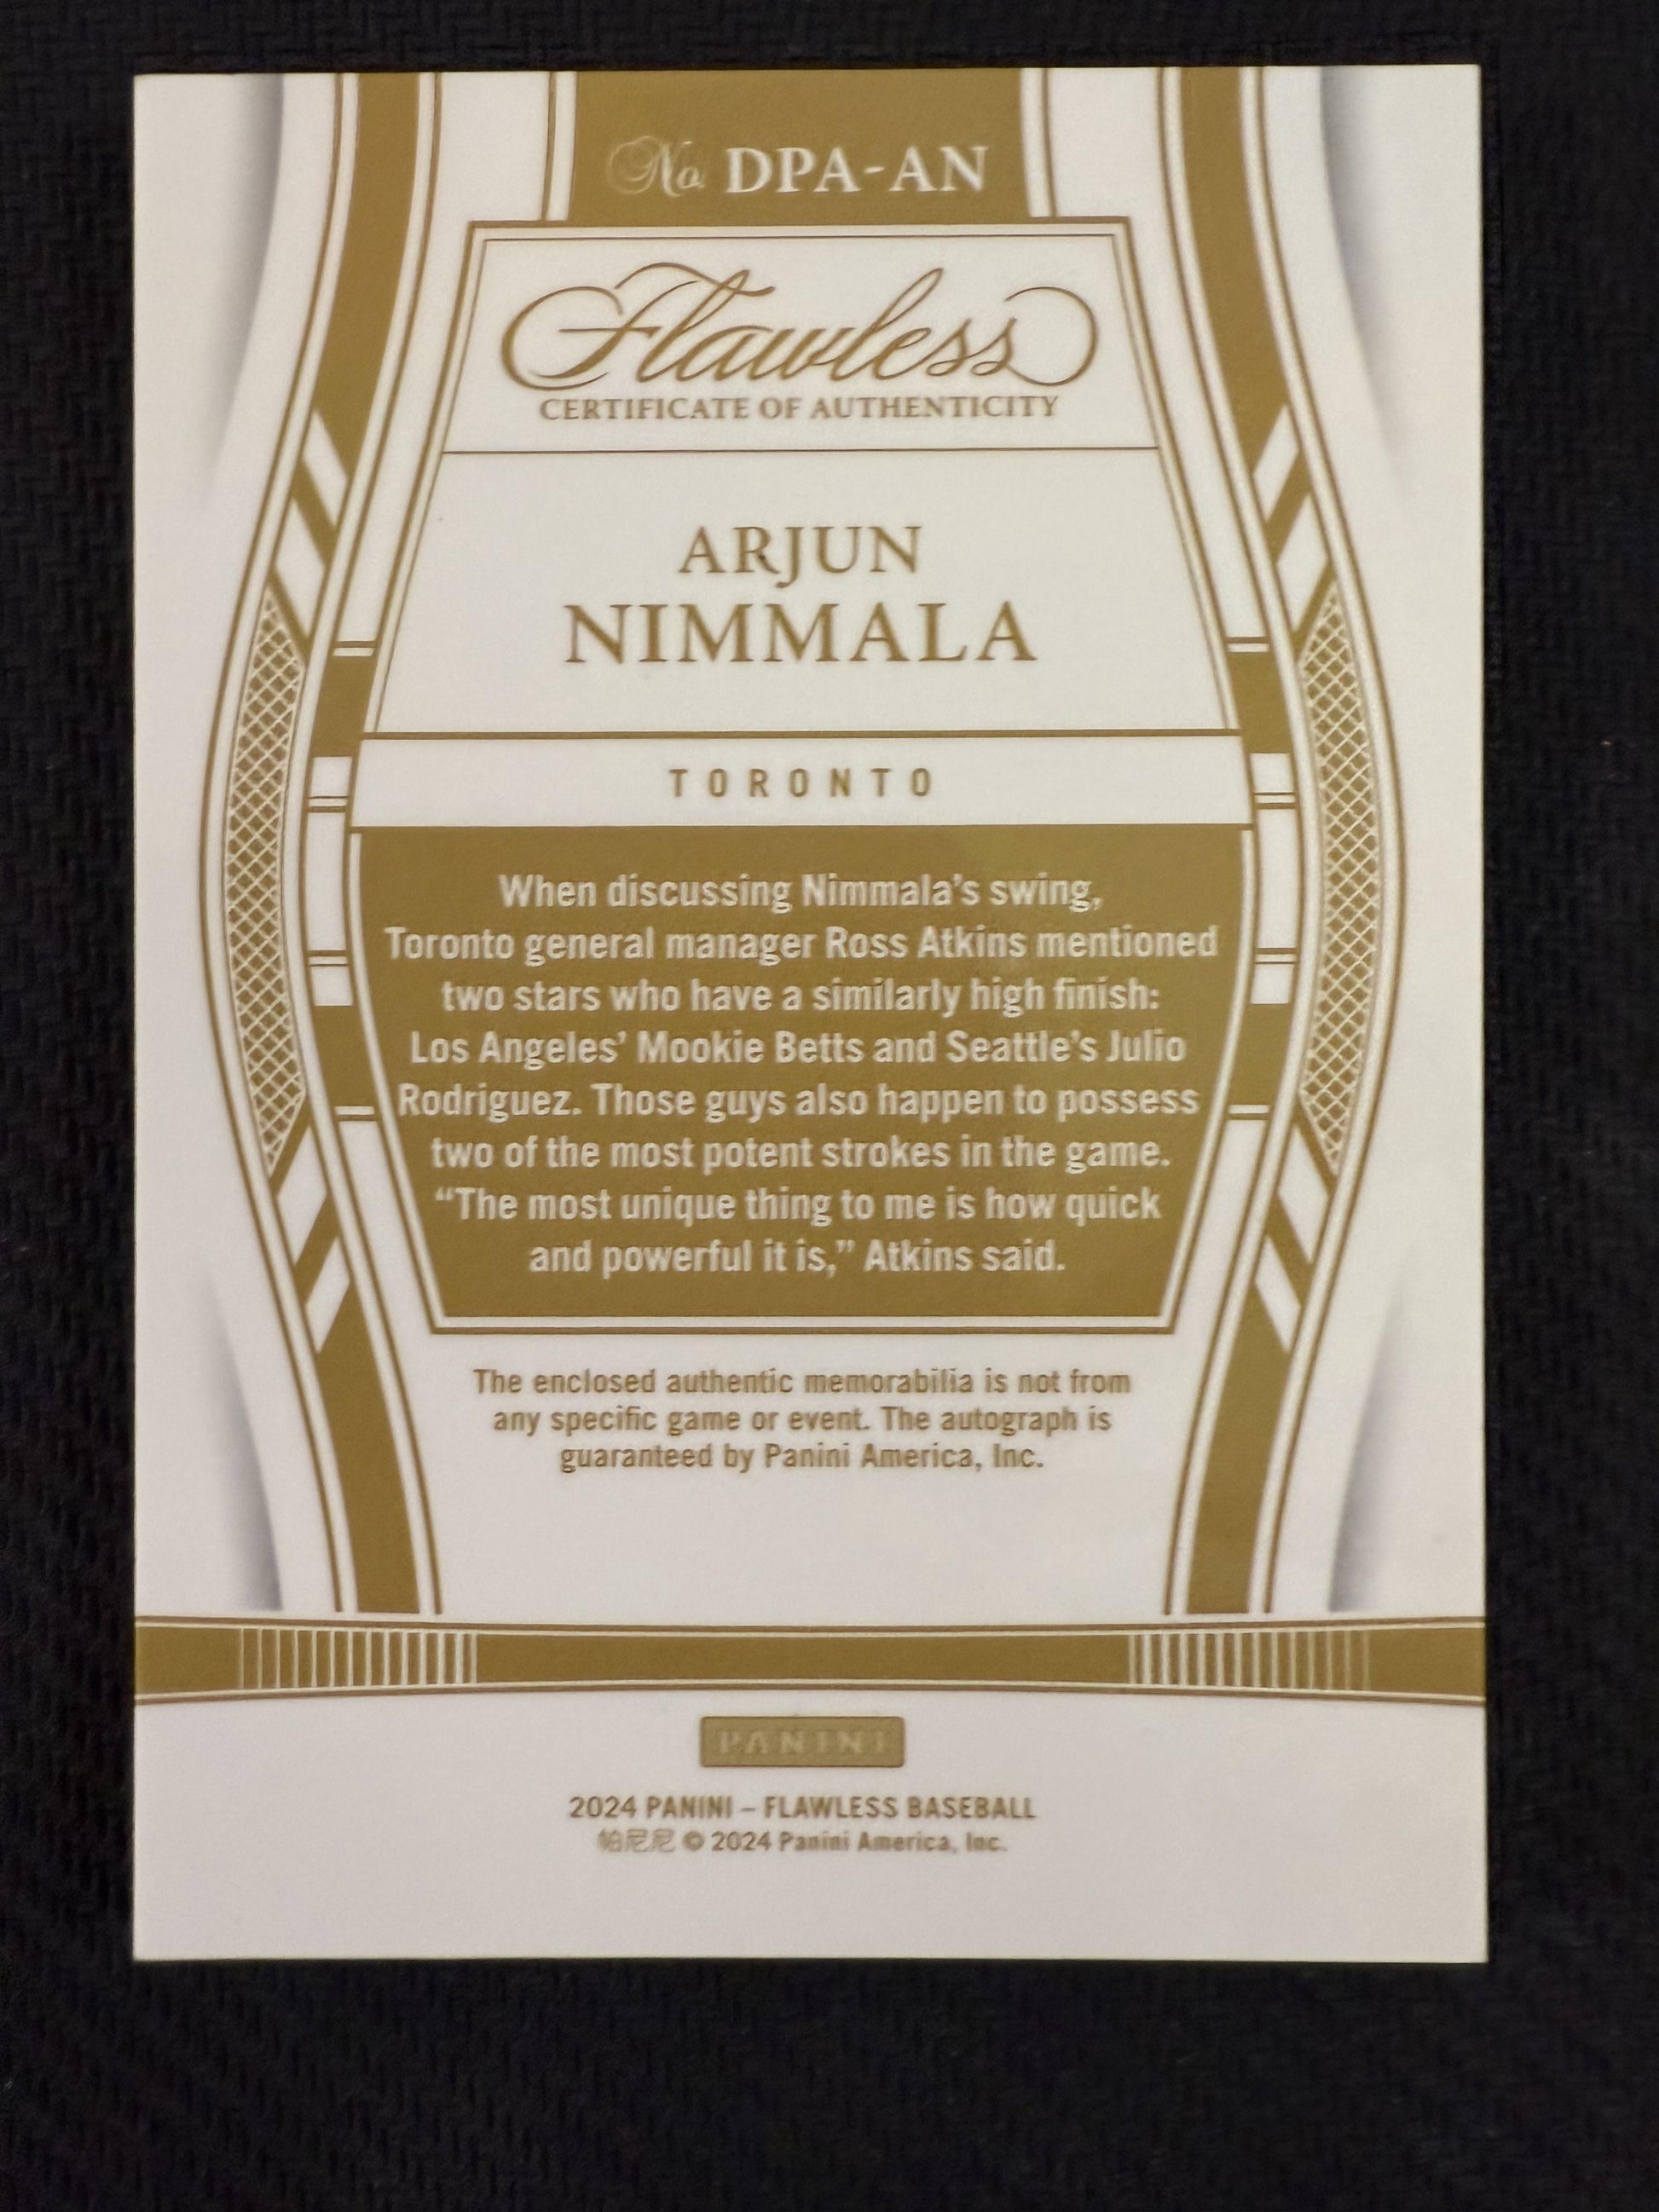 No DPA-AN
Flawless
CERTIFICATE OF AUTHENTICITY
ARJUN
NIMMALA
TORONTO
When discussing Nimmala's swing,
Toronto general manager Ross Atkins mentioned
two stars who have a similarly high finish:
Los Angeles' Mookie Betts and Seattle's Julio
Rodriguez. Those guys also happen to possess
two of the most potent strokes in the game.
“The most unique thing to me is how quick
and powerful it is,” Atkins said.
The enclosed authentic memorabilia is not from
any specific game or event. The autograph is
guaranteed by Panini America, Inc.
PANINI
2024 PANINI – FLAWLESS BASEBALL
帕尼尼 © 2024 Panini America, Inc.